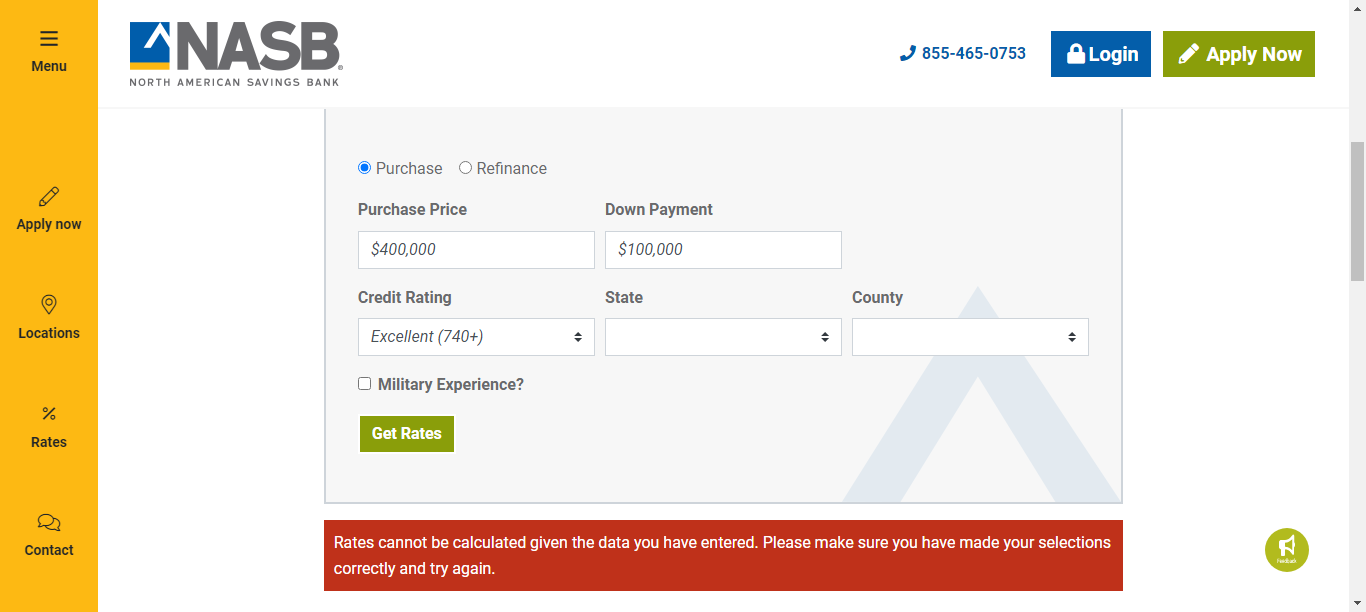 Menu
NASB
NORTH AMERICAN SAVINGS BANK
855-465-0753
Login
Apply Now
Apply now
Locations
Rates
Contact
Purchase
Refinance
Purchase Price
Down Payment
$400,000
$100,000
Credit Rating
State
County
Excellent (740+)
Military Experience?
Get Rates
Rates cannot be calculated given the data you have entered. Please make sure you have made your selections
correctly and try again.
Feedback